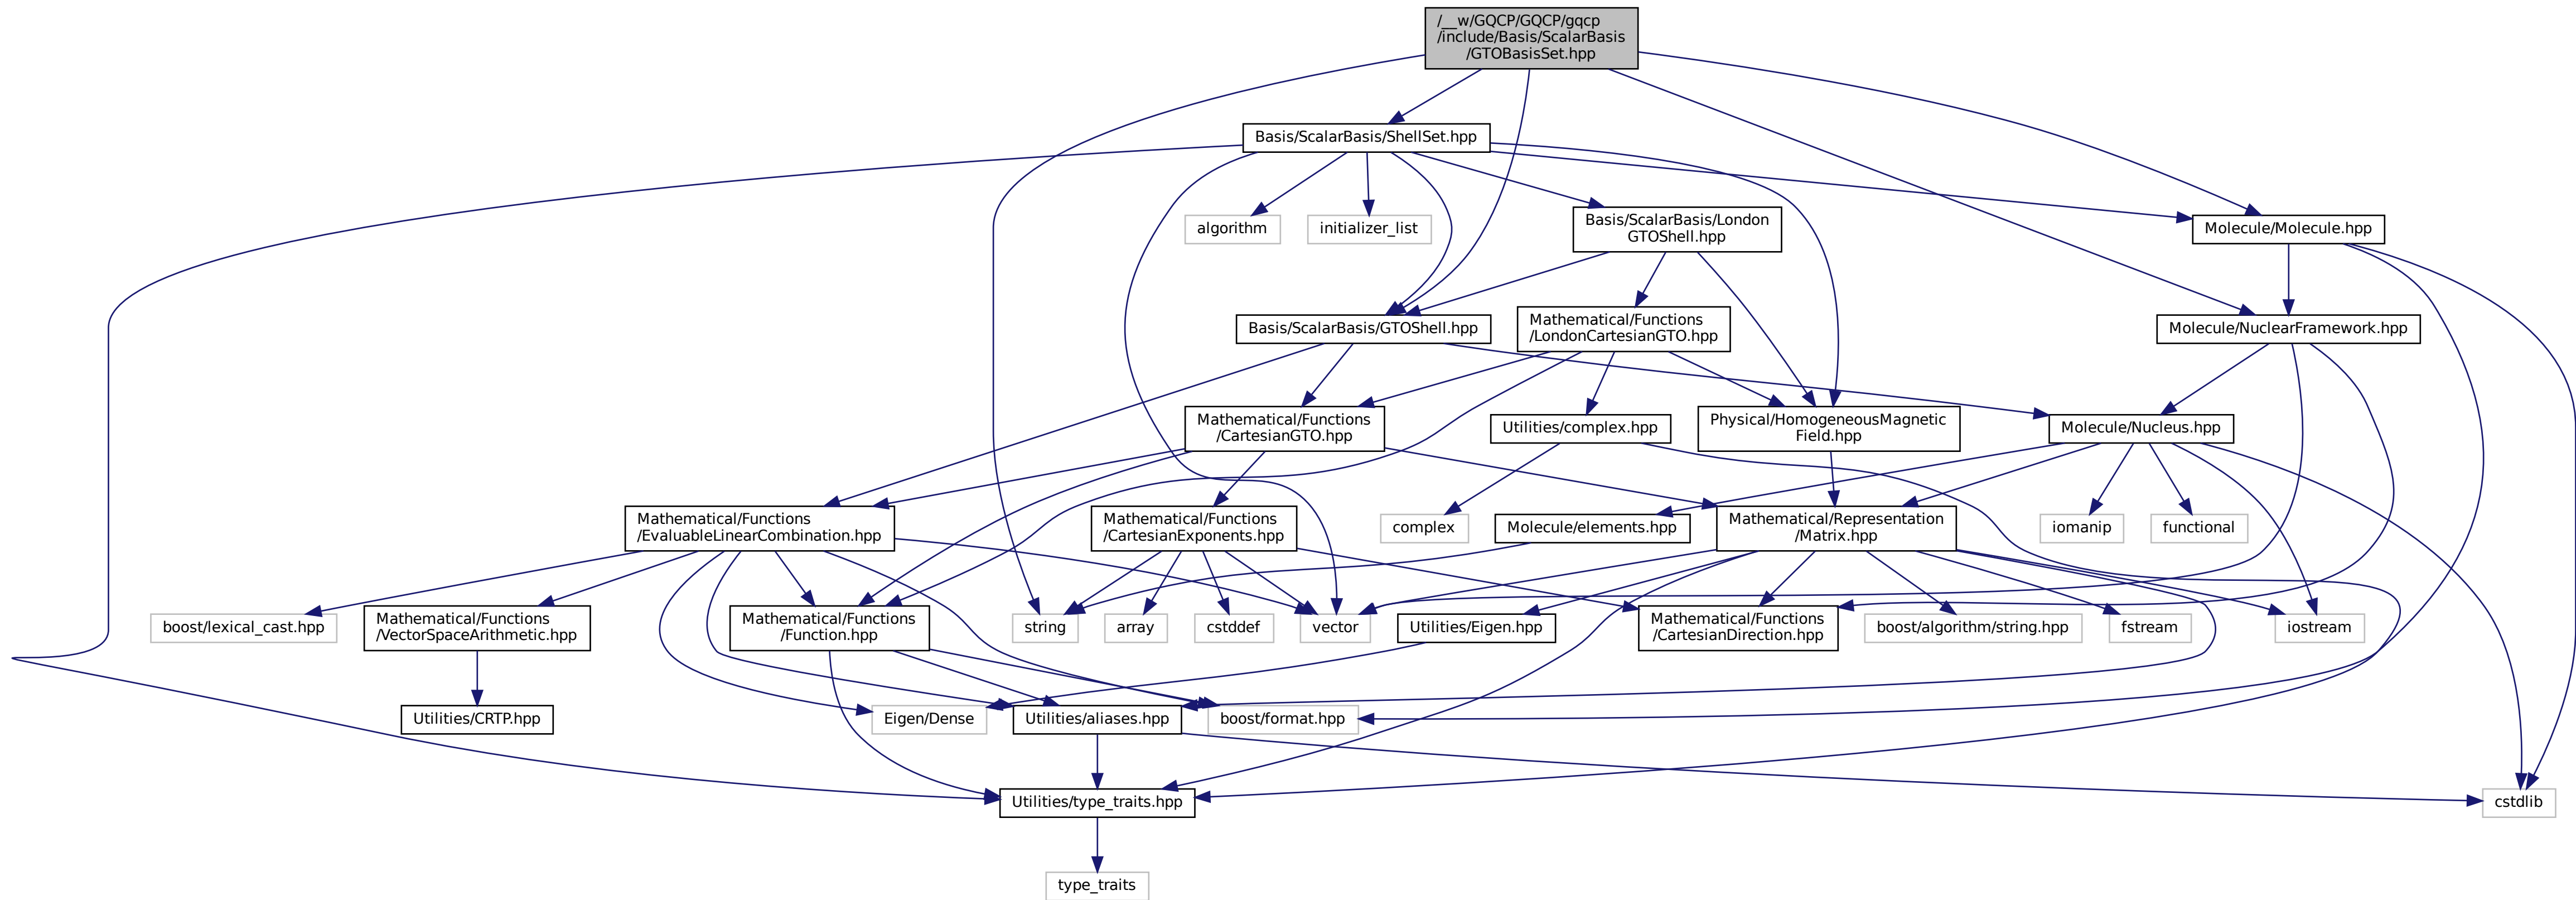 /__w/GQCP/GQCP/gqcp
/include/Basis/ScalarBasis
/GTOBasisSet.hpp
Basis/ScalarBasis/ShellSet.hpp
algorithm
initializer_list
Basis/ScalarBasis/London
GTOShell.hpp
Molecule/Molecule.hpp
Basis/ScalarBasis/GTOShell.hpp
Mathematical/Functions
/LondonCartesianGTO.hpp
Molecule/NuclearFramework.hpp
Mathematical/Functions
/CartesianGTO.hpp
Utilities/complex.hpp
Physical/HomogeneousMagnetic
Field.hpp
Molecule/Nucleus.hpp
Mathematical/Functions
/EvaluableLinearCombination.hpp
Mathematical/Functions
/CartesianExponents.hpp
complex
Molecule/elements.hpp
Mathematical/Representation
/Matrix.hpp
iomanip
functional
boost/lexical_cast.hpp
Mathematical/Functions
/VectorSpaceArithmetic.hpp
Mathematical/Functions
/Function.hpp
string
array
cstddef
vector
Utilities/Eigen.hpp
Mathematical/Functions
/CartesianDirection.hpp
boost/algorithm/string.hpp
fstream
iostream
Utilities/CRTP.hpp
Eigen/Dense
Utilities/aliases.hpp
boost/format.hpp
Utilities/type_traits.hpp
cstdlib
type_traits